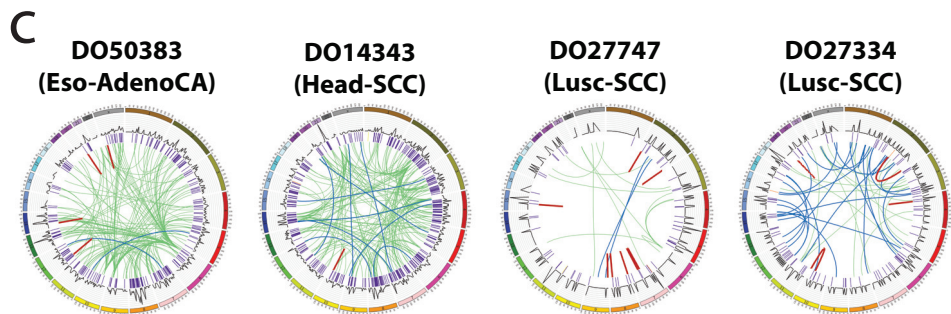 C
DO50383 DO14343 DO27747 DO27334
(Eso-AdenoCA) (Head-SCC) (Lusc-SCC) (Lusc-SCC)